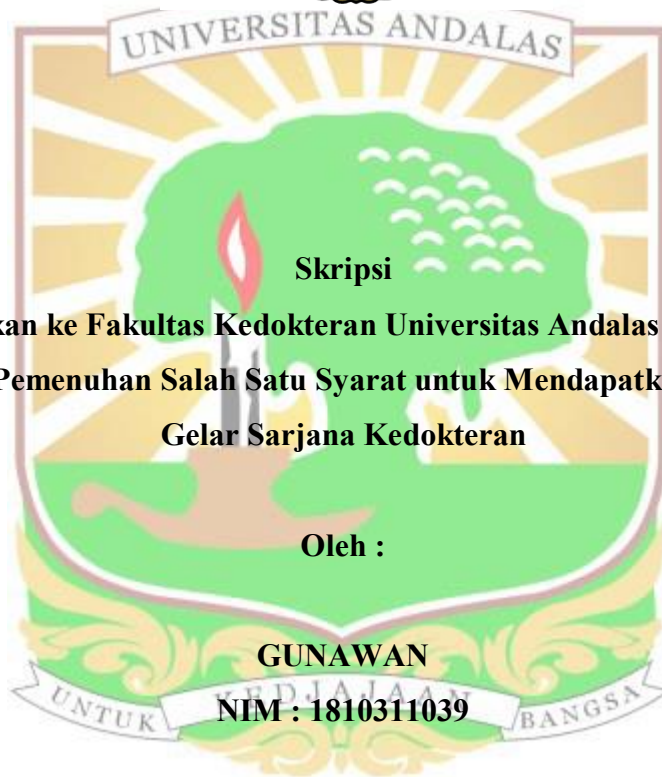 UNIVERSITAS ANDALAS
Skripsi
kan ke Fakultas Kedokteran Universitas Andalas
Pemenuhan Salah Satu Syarat untuk Mendapatk
Gelar Sarjana Kedokteran
Oleh :
GUNAWAN
UNTUK KEDJAJAAN BANGSA
NIM : 1810311039